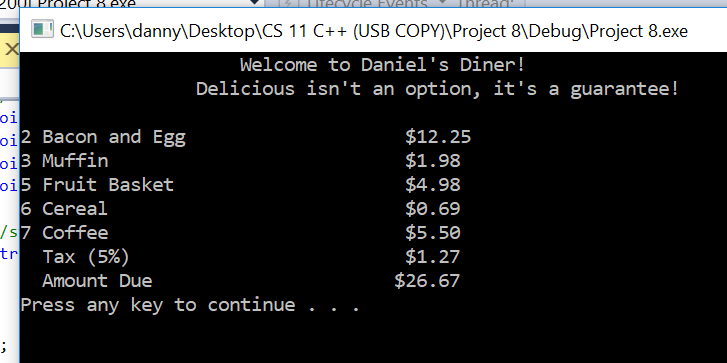 200\ Project 8.exe Lifecycle Events Thread:
C:\Users\danny\Desktop\CS 11 C++ (USB COPY)\Project 8\Debug\Project 8.exe
Welcome to Daniel's Diner!
Delicious isn't an option, it's a guarantee!
oi
2 Bacon and Egg $12.25
oi
3 Muffin $1.98
oi
5 Fruit Basket $4.98
oi
6 Cereal $0.69
/s
7 Coffee $5.50
tr
Tax (5%) $1.27
Amount Due $26.67
Press any key to continue . . .
;